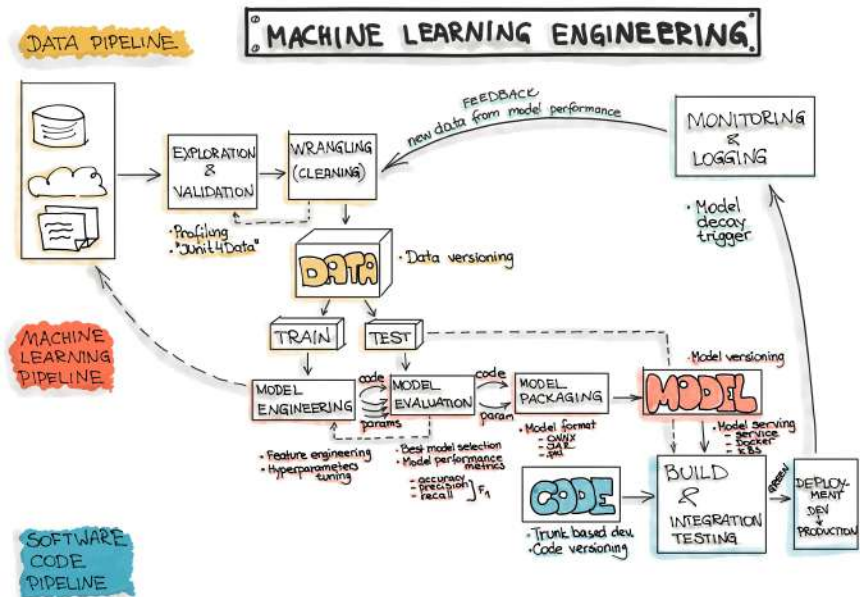 DATA PIPELINE
MACHINE LEARNING ENGINEERING
EXPLORATION
&
VALIDATION
WRANGLING
(CLEANING)
FEEDBACK
new data from model performance
MONITORING
&
LOGGING
• Profiling
• "JUnit4Data"
• Model
decay
trigger
DATA
• Data versioning
TRAIN
TEST
MACHINE
LEARNING
PIPELINE
MODEL
ENGINEERING
code
params
MODEL
EVALUATION
code
param
MODEL
PACKAGING
• Model versioning
MODEL
• Feature engineering
• Hyperparameters
tuning
• Best model selection
• Model performance
metrics
- accuracy
- precision
- recall
F1
• Model format
- ONNX
- JAR
- .pkl
• Model serving
- service
- Docker
- K8S
CODE
• Trunk based dev.
• Code versioning
BUILD
&
INTEGRATION
TESTING
GREEN
DEPLOY-
MENT
DEV
PRODUCTION
SOFTWARE
CODE
PIPELINE